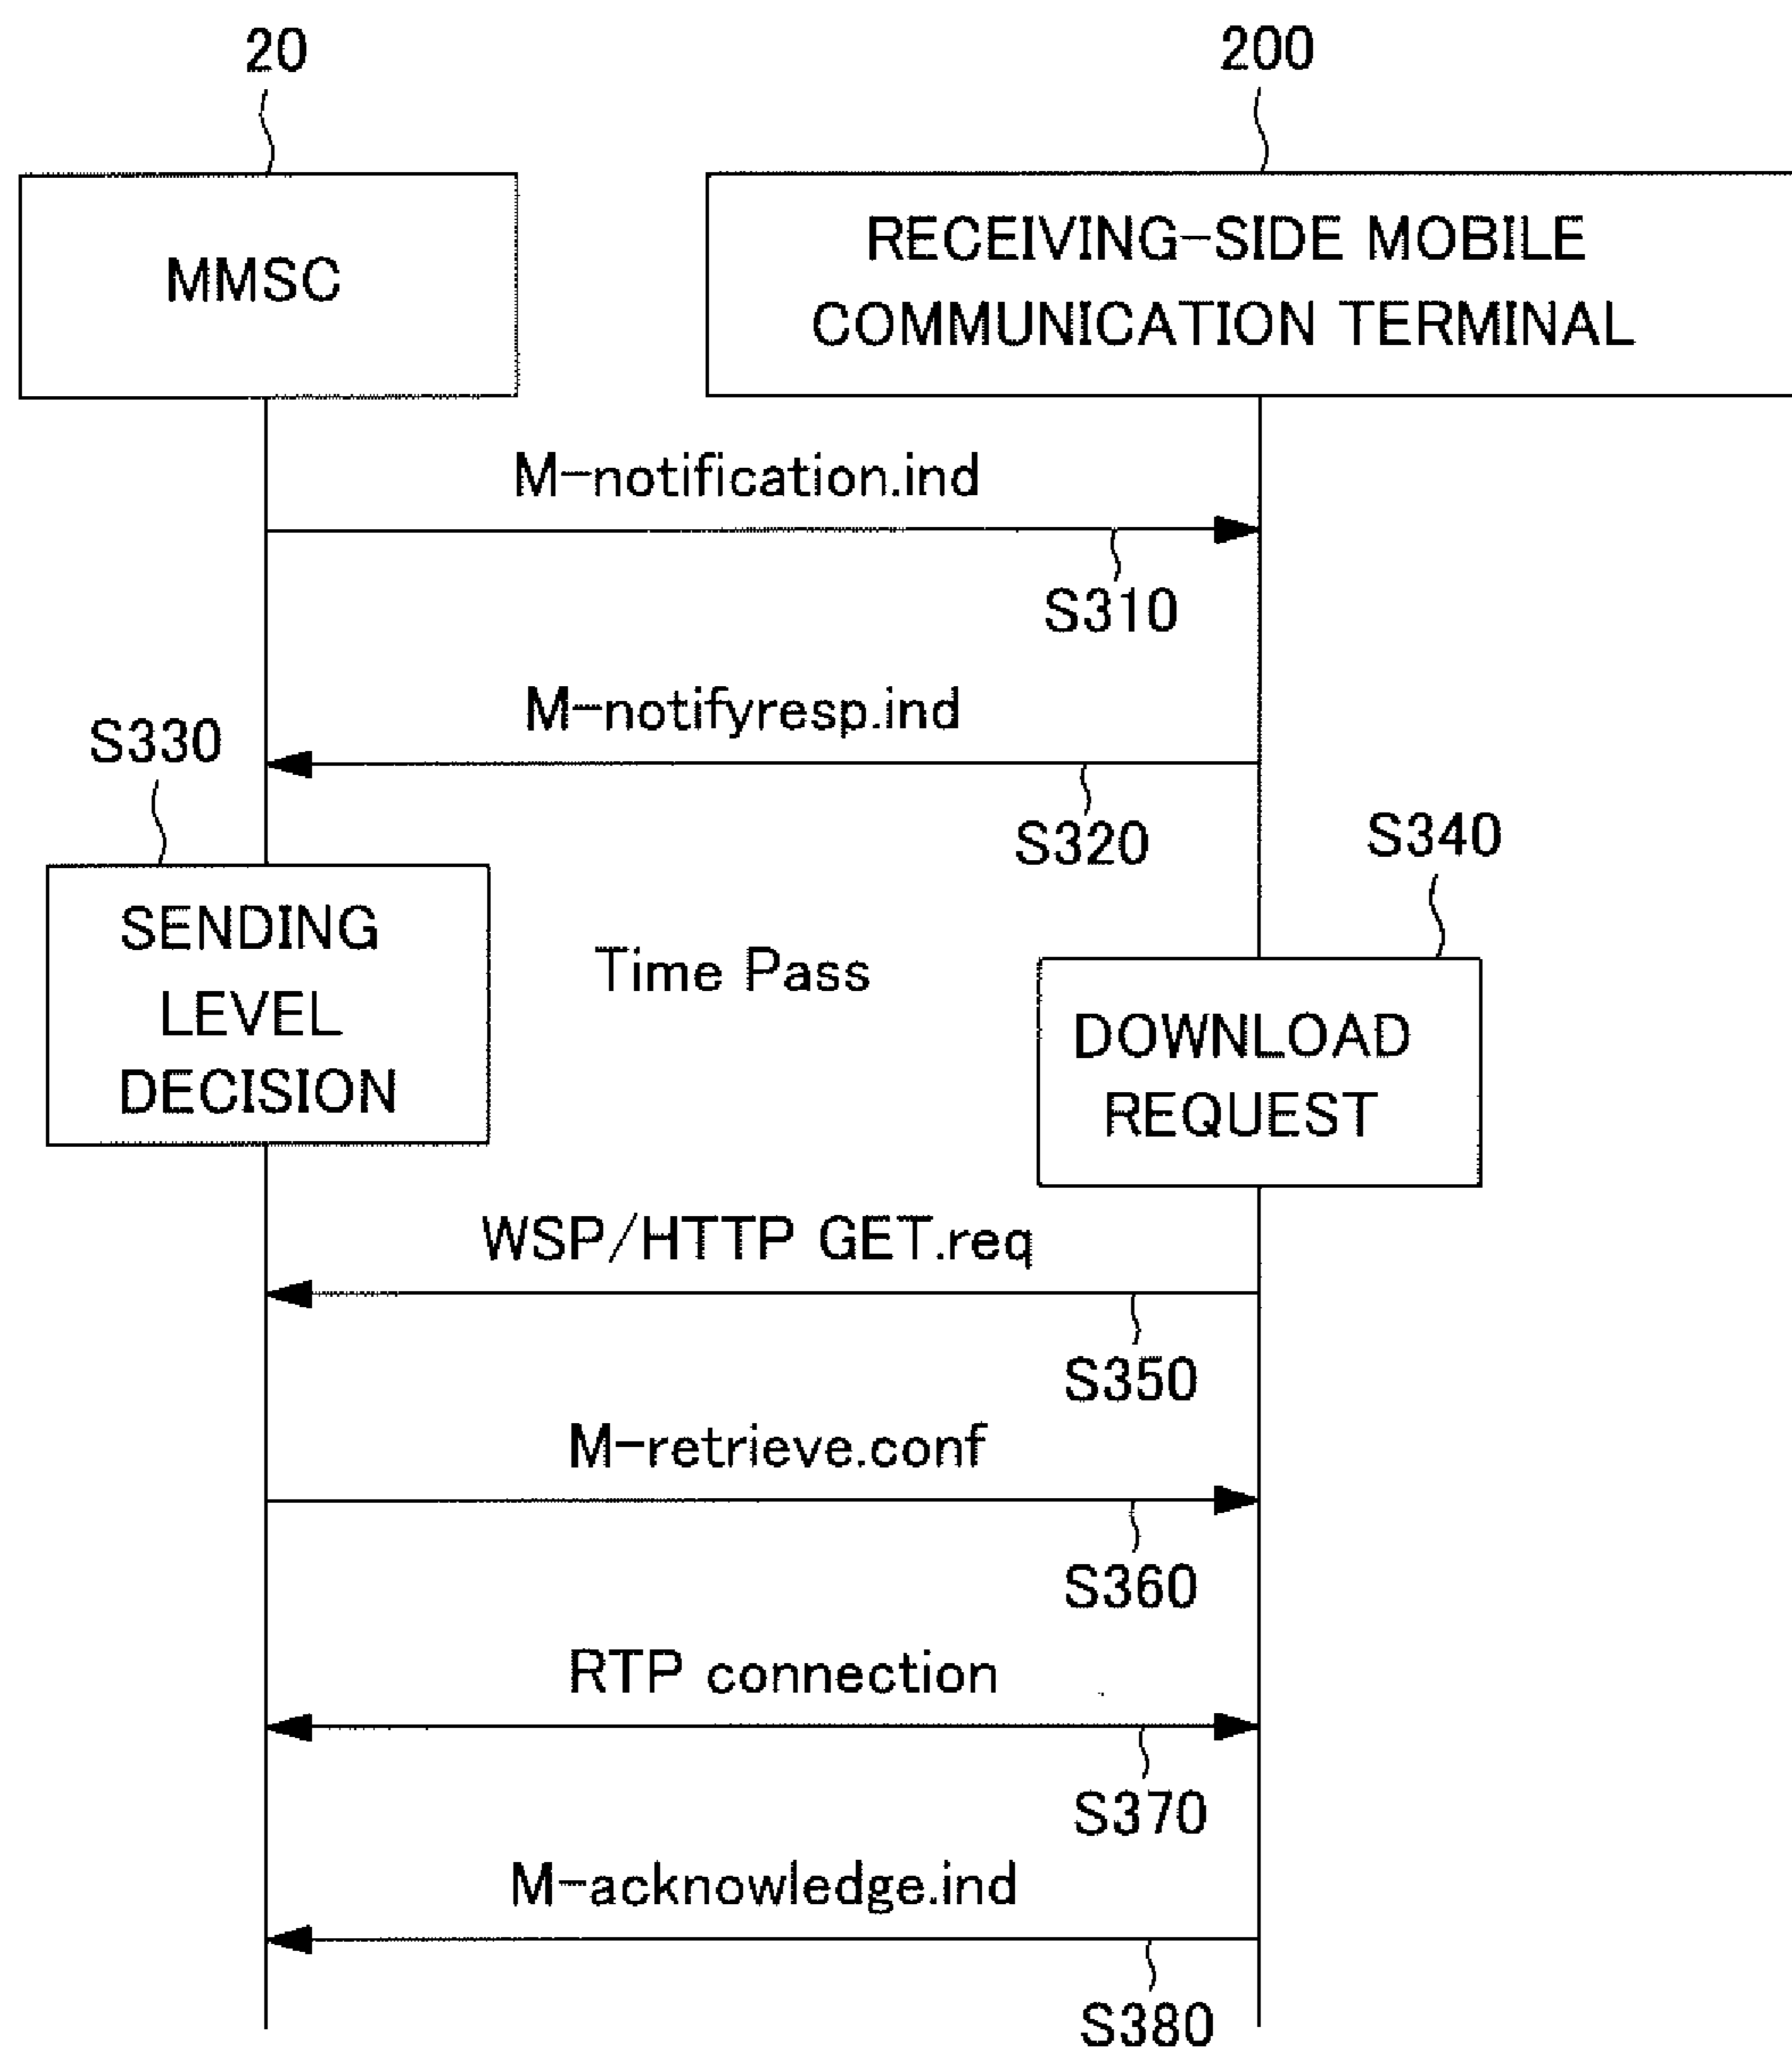 20
200
MMSC
RECEIVING-SIDE MOBILE
COMMUNICATION TERMINAL
M-notification.ind
S310
M-notifyresp.ind
S330
S320
S340
SENDING
LEVEL
DECISION
Time Pass
DOWNLOAD
REQUEST
WSP/HTTP GET.req
S350
M-retrieve.conf
S360
RTP connection
S370
M-acknowledge.ind
S380